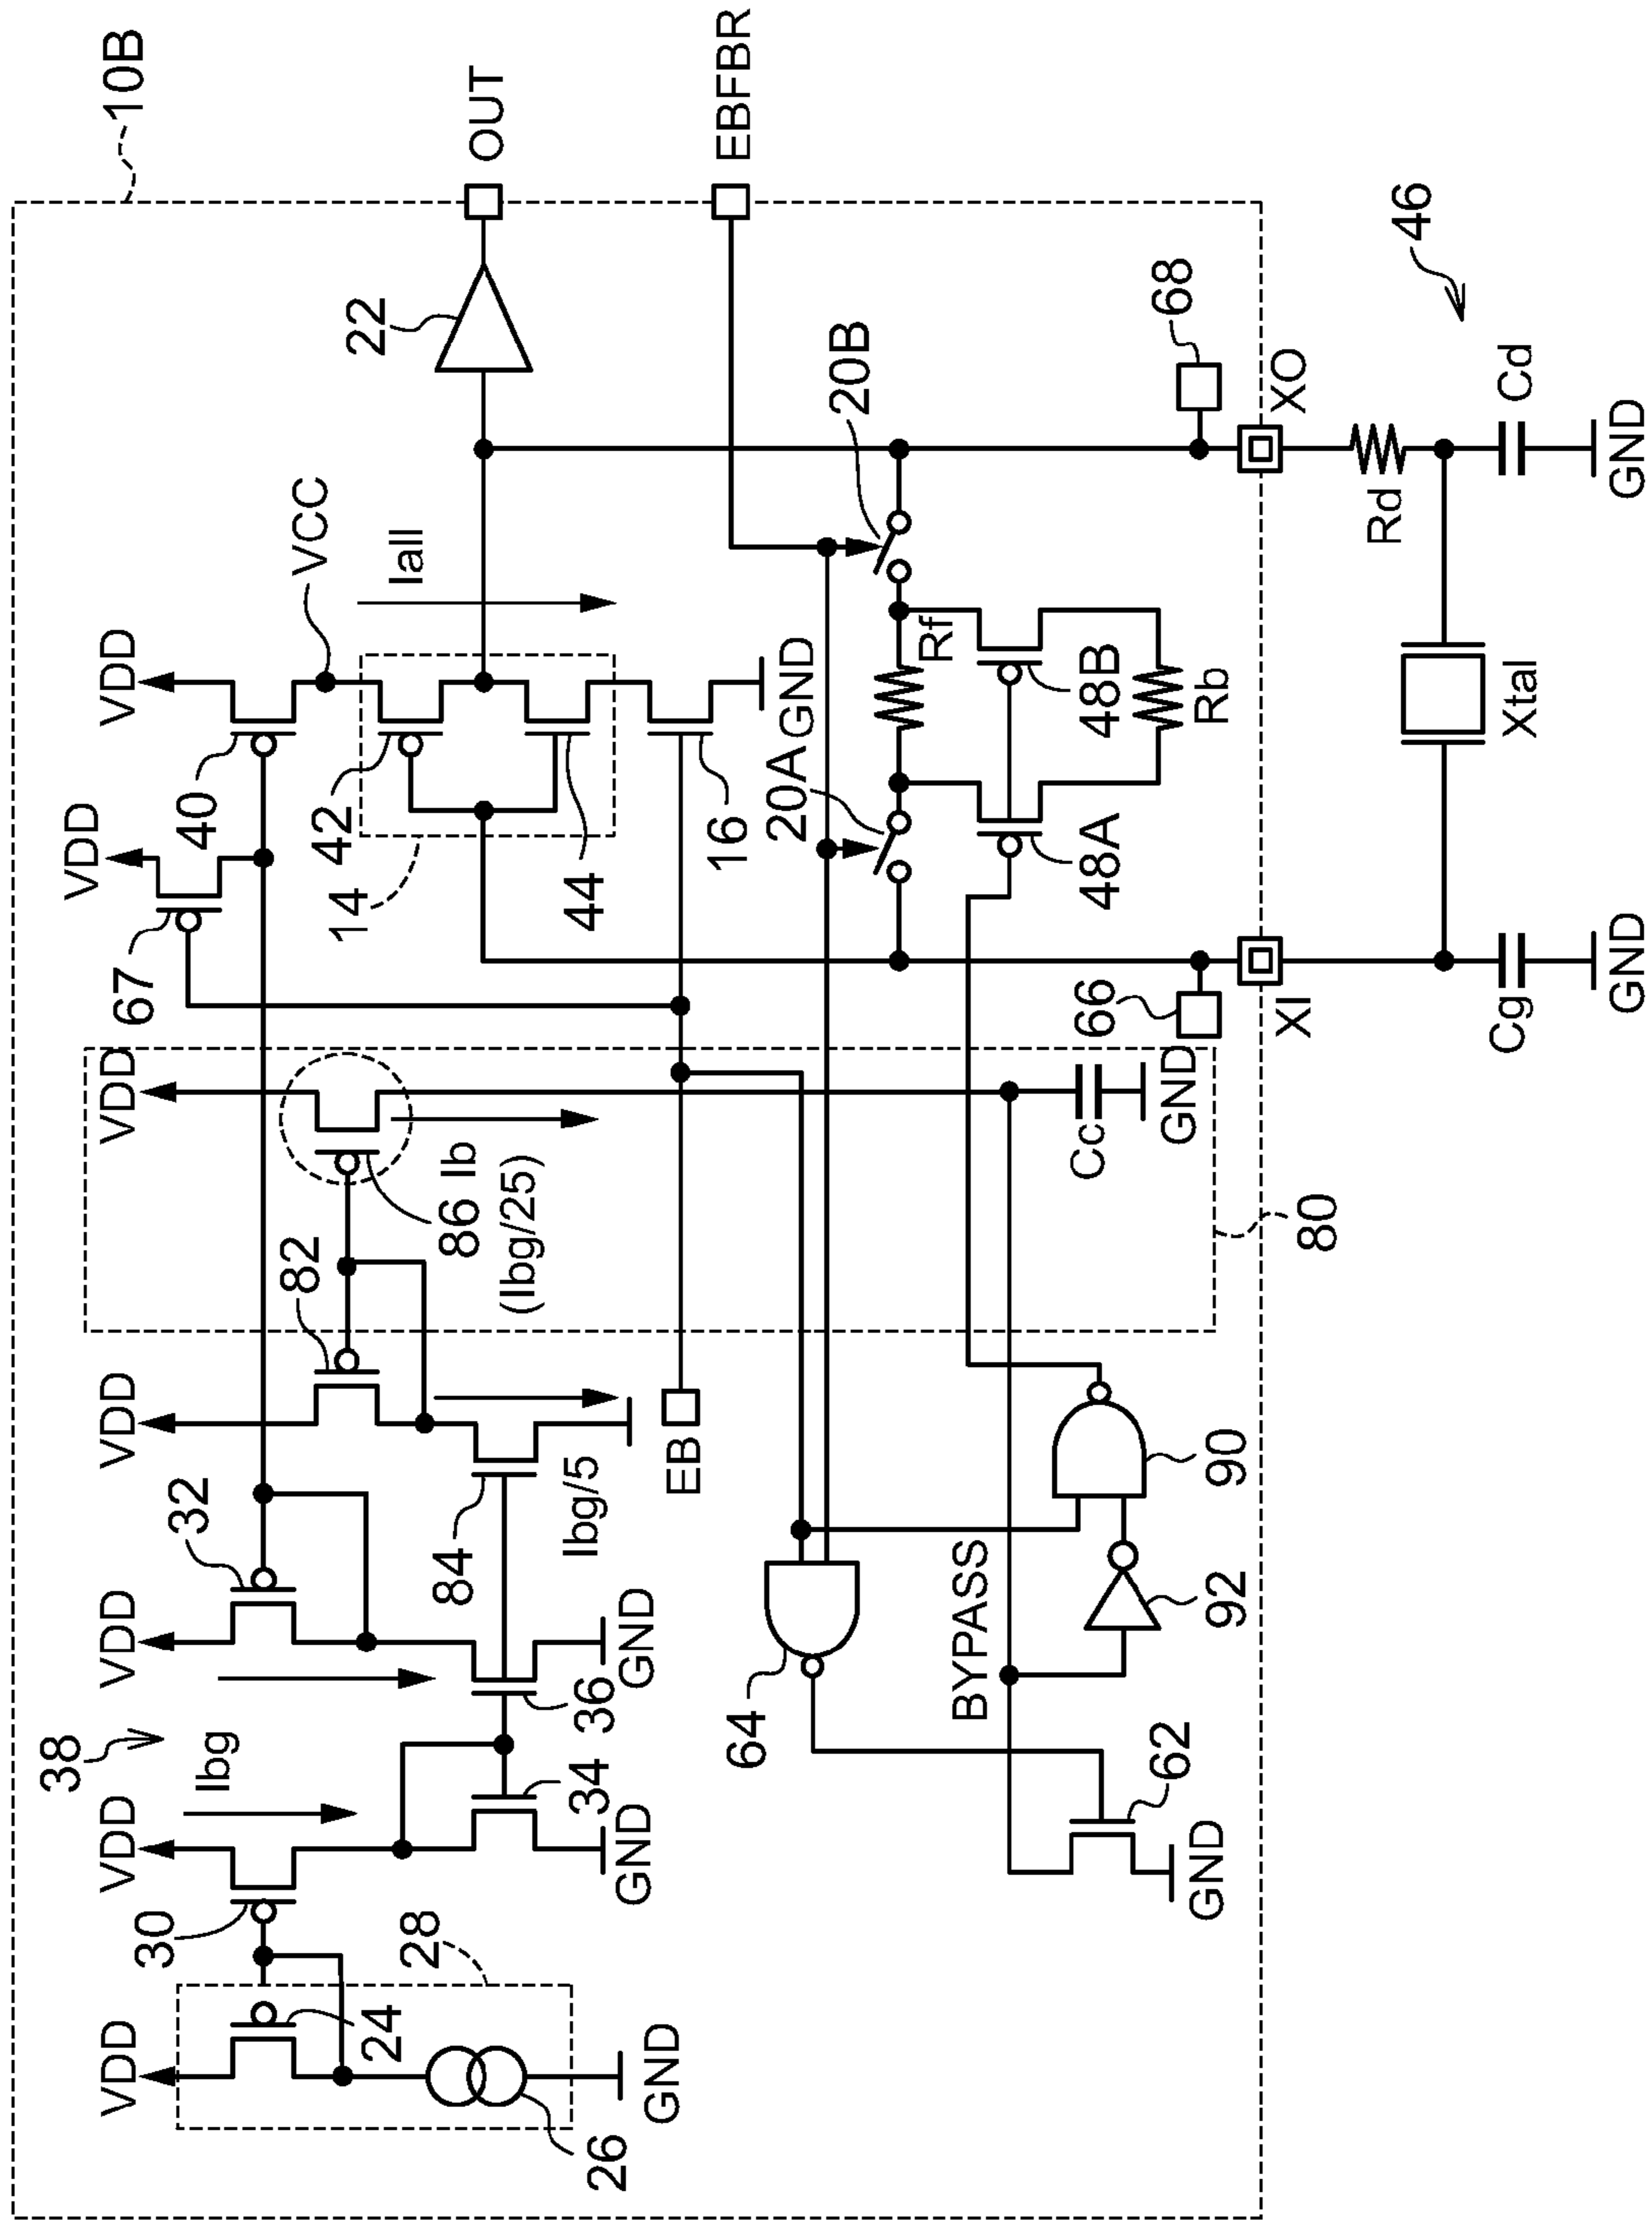 10B
OUT
EBFBR
22
VCC
Iall
VDD
40
VDD
67
42
14
44
16
GND
20A
20B
Rf
48B
48A
Rb
68
66
XO
XI
46
Rd
Cd
GND
Xtal
Cg
GND
VDD
86
Ib
(Ibg/25)
Cc
GND
80
82
VDD
84
Ibg/5
EB
32
VDD
36
GND
38
Ibg
VDD
30
34
GND
28
VDD
24
26
GND
64
BYPASS
90
92
62
GND